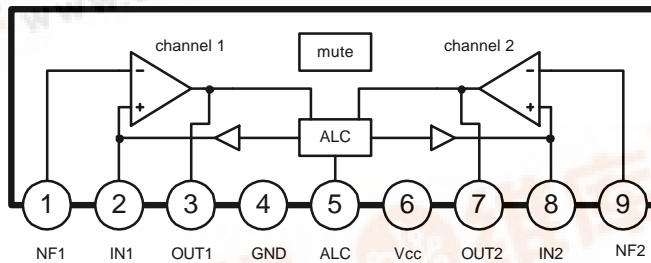 www.
channel 1
mute
channel 2
- - 
+ +
ALC
1 2 3 4 5 6 7 8 9
NF1 IN1 OUT1 GND ALC Vcc OUT2 IN2 NF2